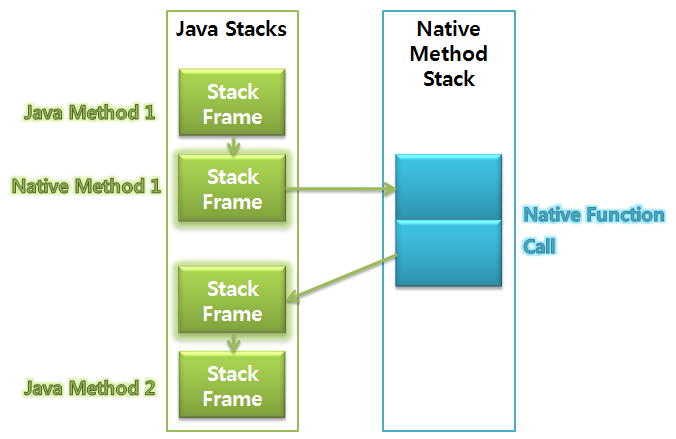 Java Stacks
Native
Method
Stack
Stack
Frame
Java Method 1
Stack
Frame
Native Method 1
Native Function
Call
Stack
Frame
Stack
Frame
Java Method 2